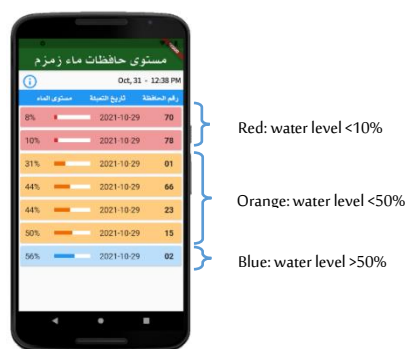 مستوى حافظات ماء زمزم
Oct, 31 - 12:38 PM
رقم الحافظة تاريخ التعبئة مستوى الماء
8% 2021-10-29 70
10% 2021-10-29 78
31% 2021-10-29 01
44% 2021-10-29 66
44% 2021-10-29 23
50% 2021-10-29 15
56% 2021-10-29 02
Red: water level <10%
Orange: water level <50%
Blue: water level >50%